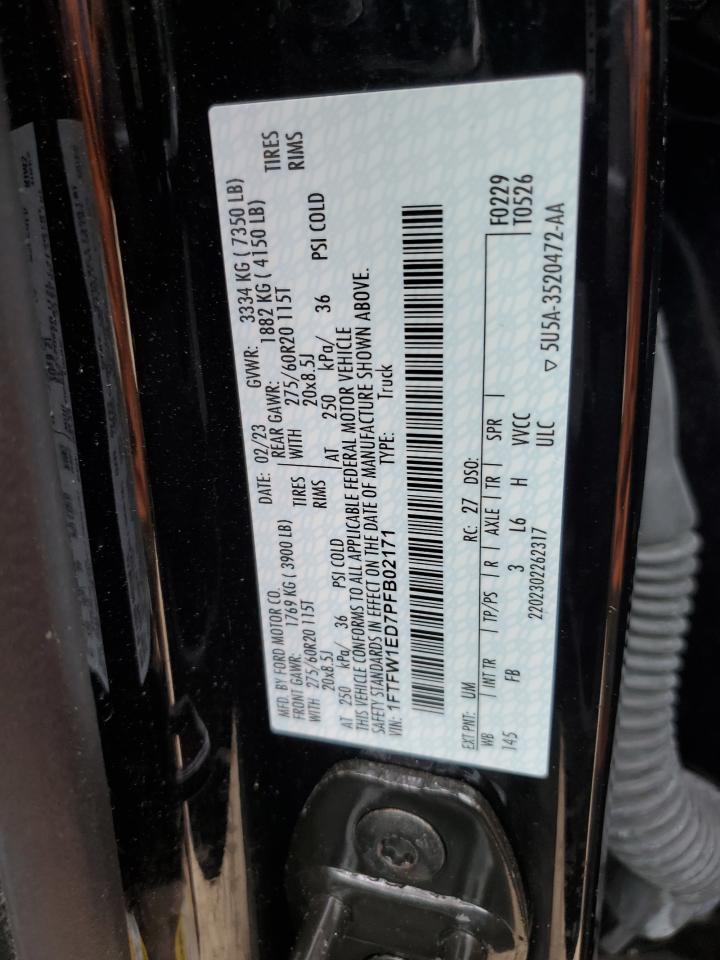 MFD. BY FORD MOTOR CO.
DATE: 02/23 GVWR: 3334 KG ( 7350 LB)
FRONT GAWR: 1769 KG ( 3900 LB) REAR GAWR: 1882 KG ( 4150 LB)
WITH 275/60R20 115T TIRES WITH 275/60R20 115T TIRES
20x8.5J RIMS 20x8.5J RIMS
AT 250 kPa/ 36 PSI COLD AT 250 kPa/ 36 PSI COLD
THIS VEHICLE CONFORMS TO ALL APPLICABLE FEDERAL MOTOR VEHICLE
SAFETY STANDARDS IN EFFECT ON THE DATE OF MANUFACTURE SHOWN ABOVE.
VIN: 1FTFW1ED7PFB02171 TYPE: Truck
EXT PNT: UM RC: 27 DSO: F0229
WB INT TR TP/PS R AXLE TR SPR T0526
145 FB 3 L6 H VVCC
2202302262317 ULC ▽ 5U5A-3520472-AA